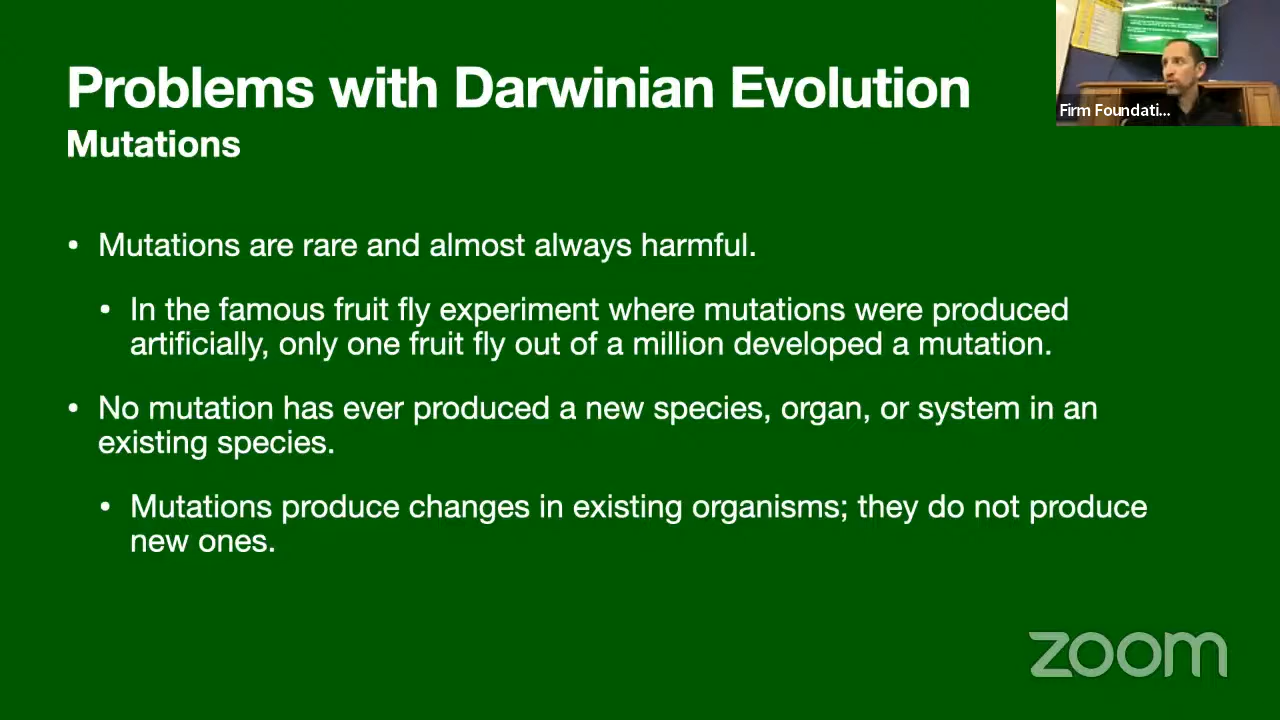 Problems with Darwinian Evolution
Mutations
Firm Foundati...
• Mutations are rare and almost always harmful.
• In the famous fruit fly experiment where mutations were produced
artificially, only one fruit fly out of a million developed a mutation.
• No mutation has ever produced a new species, organ, or system in an
existing species.
• Mutations produce changes in existing organisms; they do not produce
new ones.
zoom